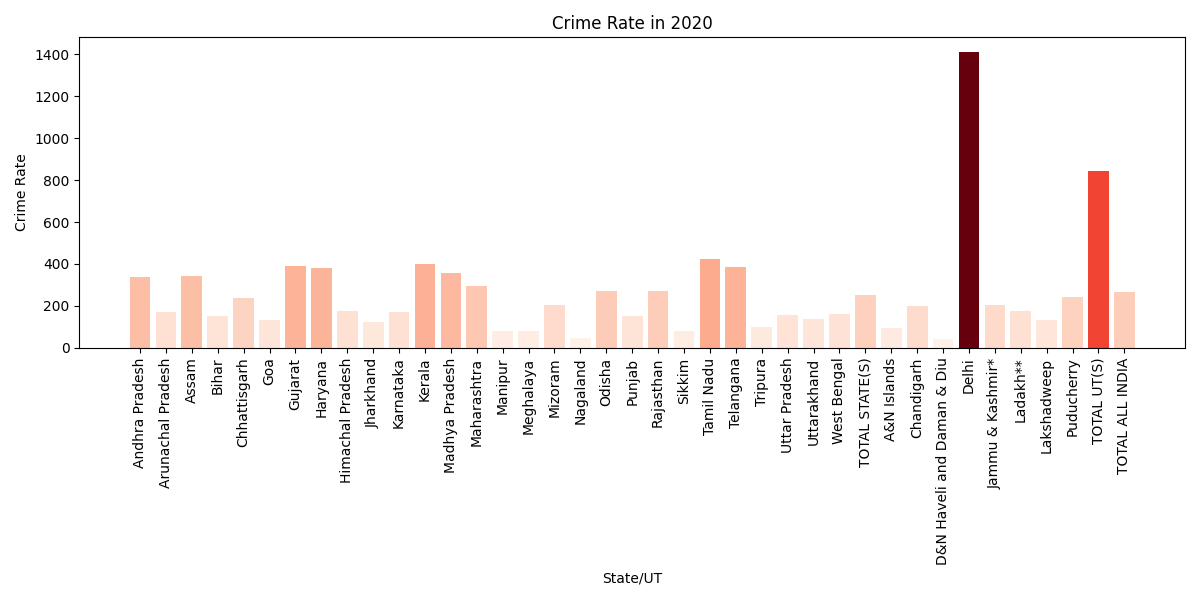 Crime Rate in 2020
Crime Rate
1400
1200
1000
800
600
400
200
0
Andhra Pradesh
Arunachal Pradesh
Assam
Bihar
Chhattisgarh
Goa
Gujarat
Haryana
Himachal Pradesh
Jharkhand
Karnataka
Kerala
Madhya Pradesh
Maharashtra
Manipur
Meghalaya
Mizoram
Nagaland
Odisha
Punjab
Rajasthan
Sikkim
Tamil Nadu
Telangana
Tripura
Uttar Pradesh
Uttarakhand
West Bengal
TOTAL STATE(S)
A&N Islands
Chandigarh
D&N Haveli and Daman & Diu
Delhi
Jammu & Kashmir*
Ladakh**
Lakshadweep
Puducherry
TOTAL UT(S)
TOTAL ALL INDIA
State/UT